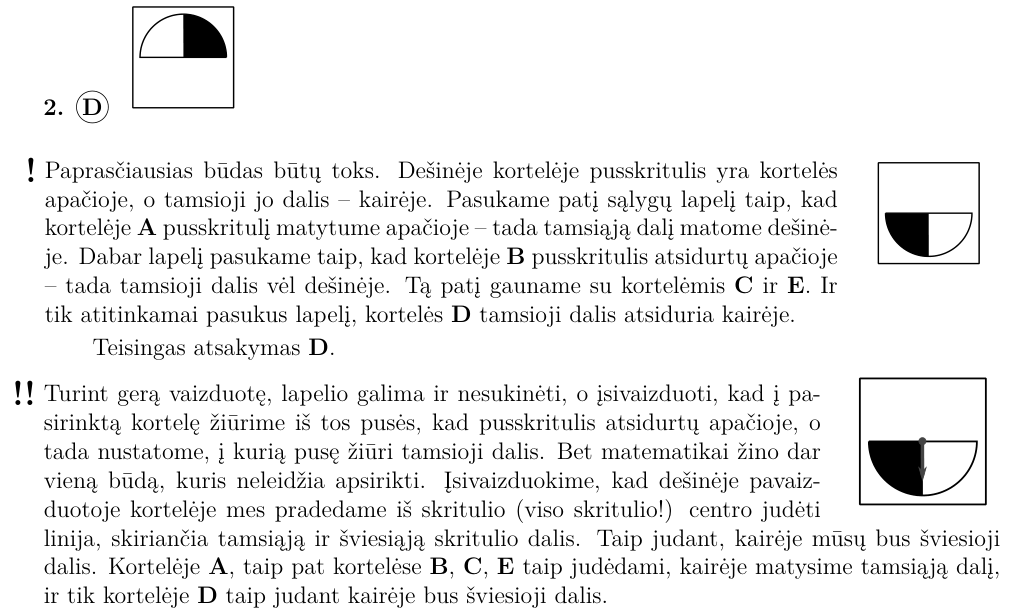 2. D
! Paprasčiausias būdas būtų toks. Dešinėje kortelėje pusskritulis yra kortelės
apačioje, o tamsioji jo dalis – kairėje. Pasukame patį sąlygų lapelį taip, kad
kortelėje A pusskritulį matytume apačioje – tada tamsiąją dalį matome dešinė-
je. Dabar lapelį pasukame taip, kad kortelėje B pusskritulis atsidurtų apačioje
– tada tamsioji dalis vėl dešinėje. Tą patį gauname su kortelėmis C ir E. Ir
tik atitinkamai pasukus lapelį, kortelės D tamsioji dalis atsiduria kairėje.
Teisingas atsakymas D.
!! Turint gerą vaizduotę, lapelio galima ir nesukinėti, o įsivaizduoti, kad į pa-
sirinktą kortelę žiūrime iš tos pusės, kad pusskritulis atsidurtų apačioje, o
tada nustatome, į kurią pusę žiūri tamsioji dalis. Bet matematikai žino dar
vieną būdą, kuris neleidžia apsirikti. Įsivaizduokime, kad dešinėje pavaiz-
duotoje kortelėje mes pradedame iš skritulio (viso skritulio!) centro judėti
linija, skiriančia tamsiąją ir šviesiąją skritulio dalis. Taip judant, kairėje mūsų bus šviesioji
dalis. Kortelėje A, taip pat kortelėse B, C, E taip judėdami, kairėje matysime tamsiąją dalį,
ir tik kortelėje D taip judant kairėje bus šviesioji dalis.